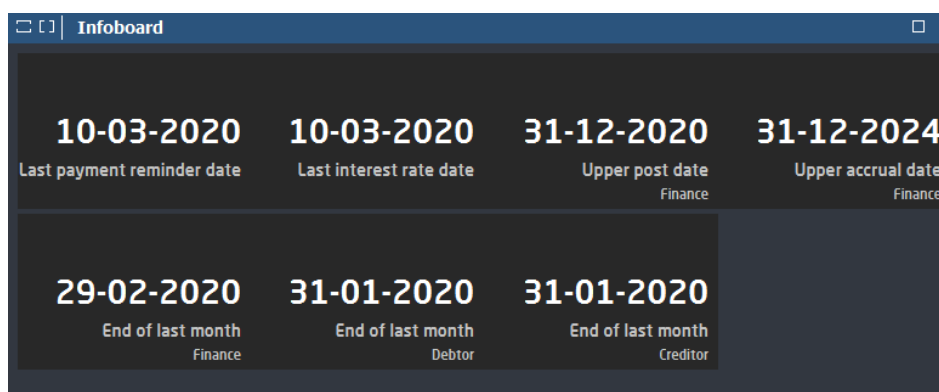 Infoboard
10-03-2020 10-03-2020 31-12-2020 31-12-2024
Last payment reminder date Last interest rate date Upper post date Upper accrual date
Finance Finance
29-02-2020 31-01-2020 31-01-2020
End of last month End of last month End of last month
Finance Debtor Creditor